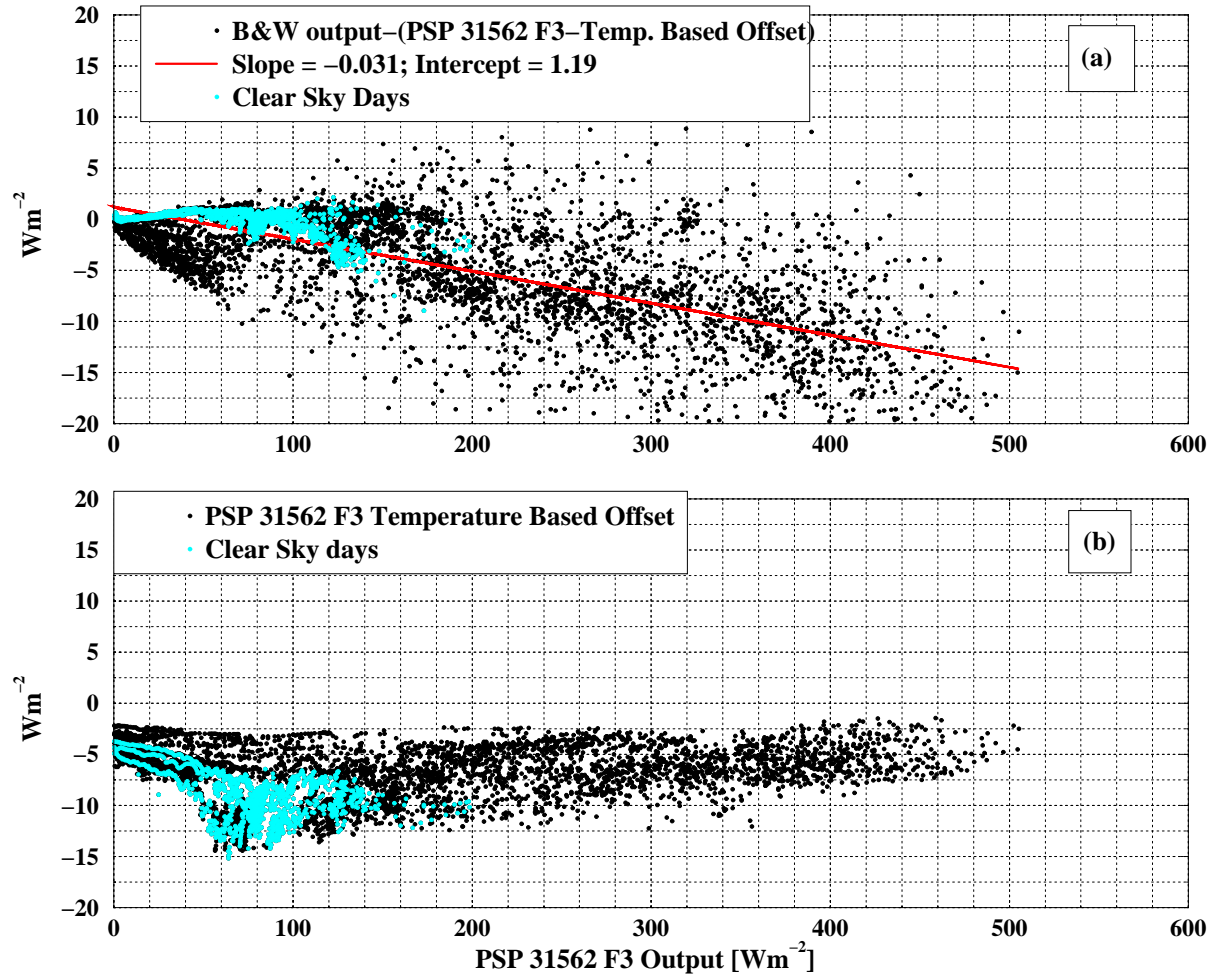 B&W output−(PSP 31562 F3−Temp. Based Offset)
Slope = −0.031; Intercept = 1.19
Clear Sky Days
(a)
20
15
10
5
0
−5
−10
−15
−20
Wm⁻²
0 100 200 300 400 500 600
PSP 31562 F3 Temperature Based Offset
Clear Sky days
(b)
20
15
10
5
0
−5
−10
−15
−20
Wm⁻²
0 100 200 300 400 500 600
PSP 31562 F3 Output [Wm⁻²]